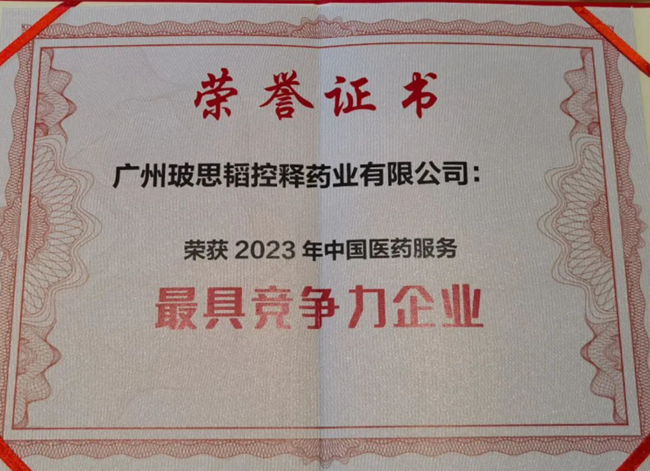 荣誉证书
广州玻思韬控释药业有限公司：
荣获 2023 年中国医药服务
最具竞争力企业